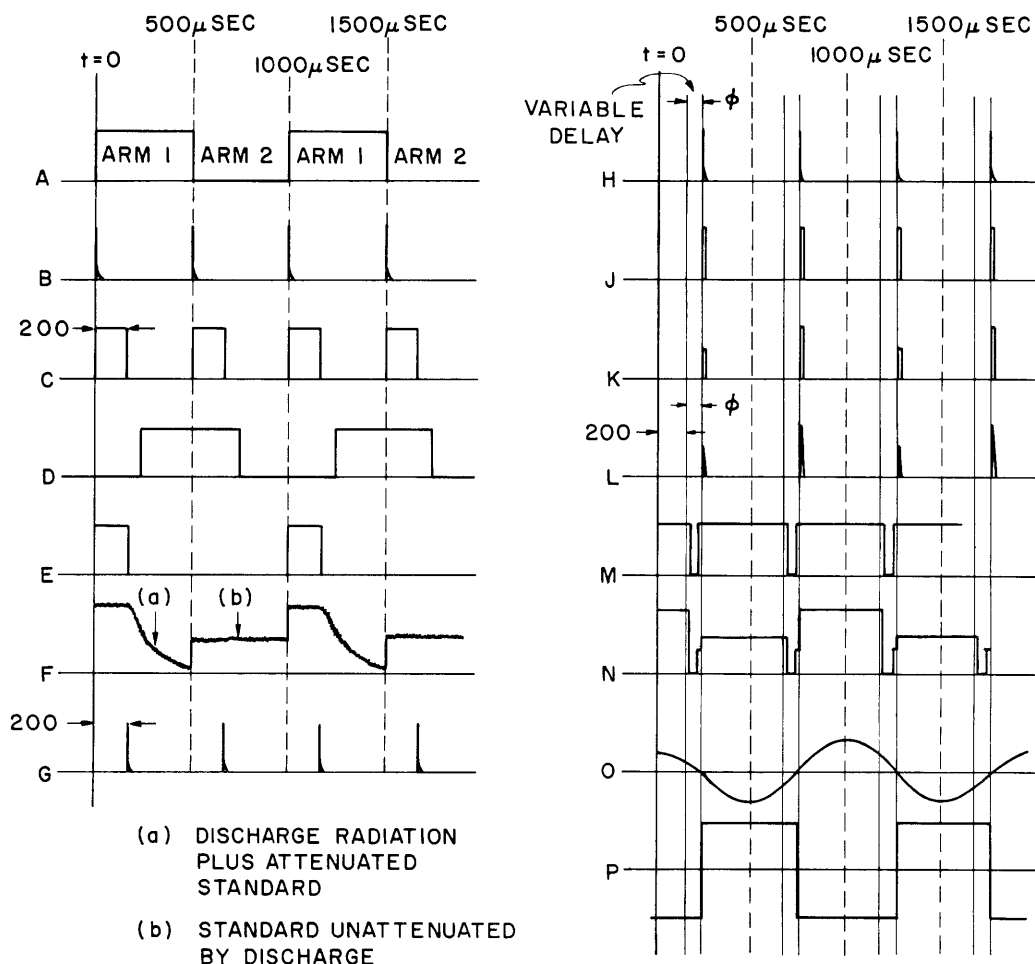 500μSEC
1500μSEC
t=0
1000μSEC
ARM 1
ARM 2
ARM 1
ARM 2
A
B
200
C
D
E
(a)
(b)
F
200
G
(a) DISCHARGE RADIATION
PLUS ATTENUATED
STANDARD
(b) STANDARD UNATTENUATED
BY DISCHARGE
500μSEC
1500μSEC
t=0
1000μSEC
VARIABLE
DELAY
ϕ
H
J
K
ϕ
200
L
M
N
O
P